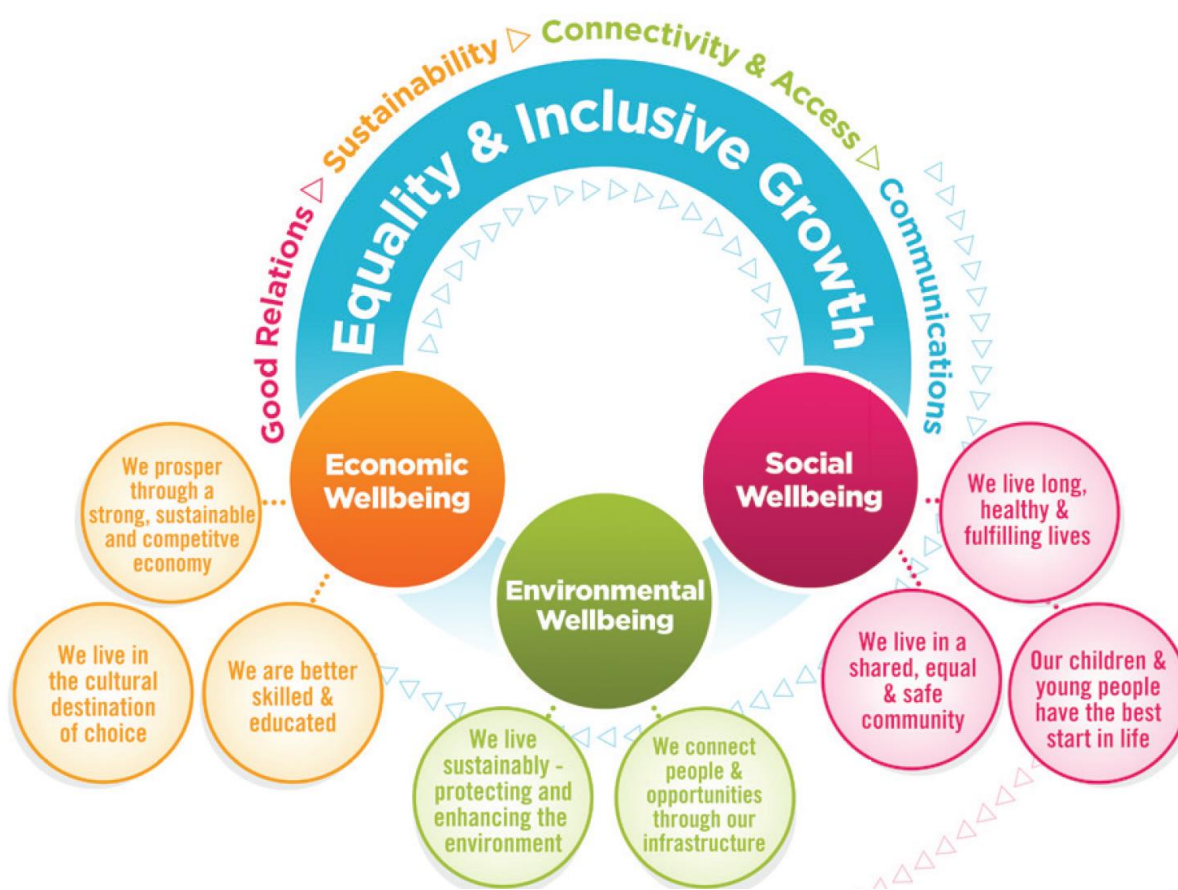 Good Relations ▷ Sustainability ▷ Connectivity & Access ▷ Communications
Equality & Inclusive Growth
Economic
Wellbeing
Environmental
Wellbeing
Social
Wellbeing
We prosper
through a
strong, sustainable
and competitve
economy
We live in
the cultural
destination
of choice
We are better
skilled &
educated
We live
sustainably -
protecting and
enhancing the
environment
We connect
people &
opportunities
through our
infrastructure
We live long,
healthy &
fulfilling lives
We live in a
shared, equal
& safe
community
Our children &
young people
have the best
start in life